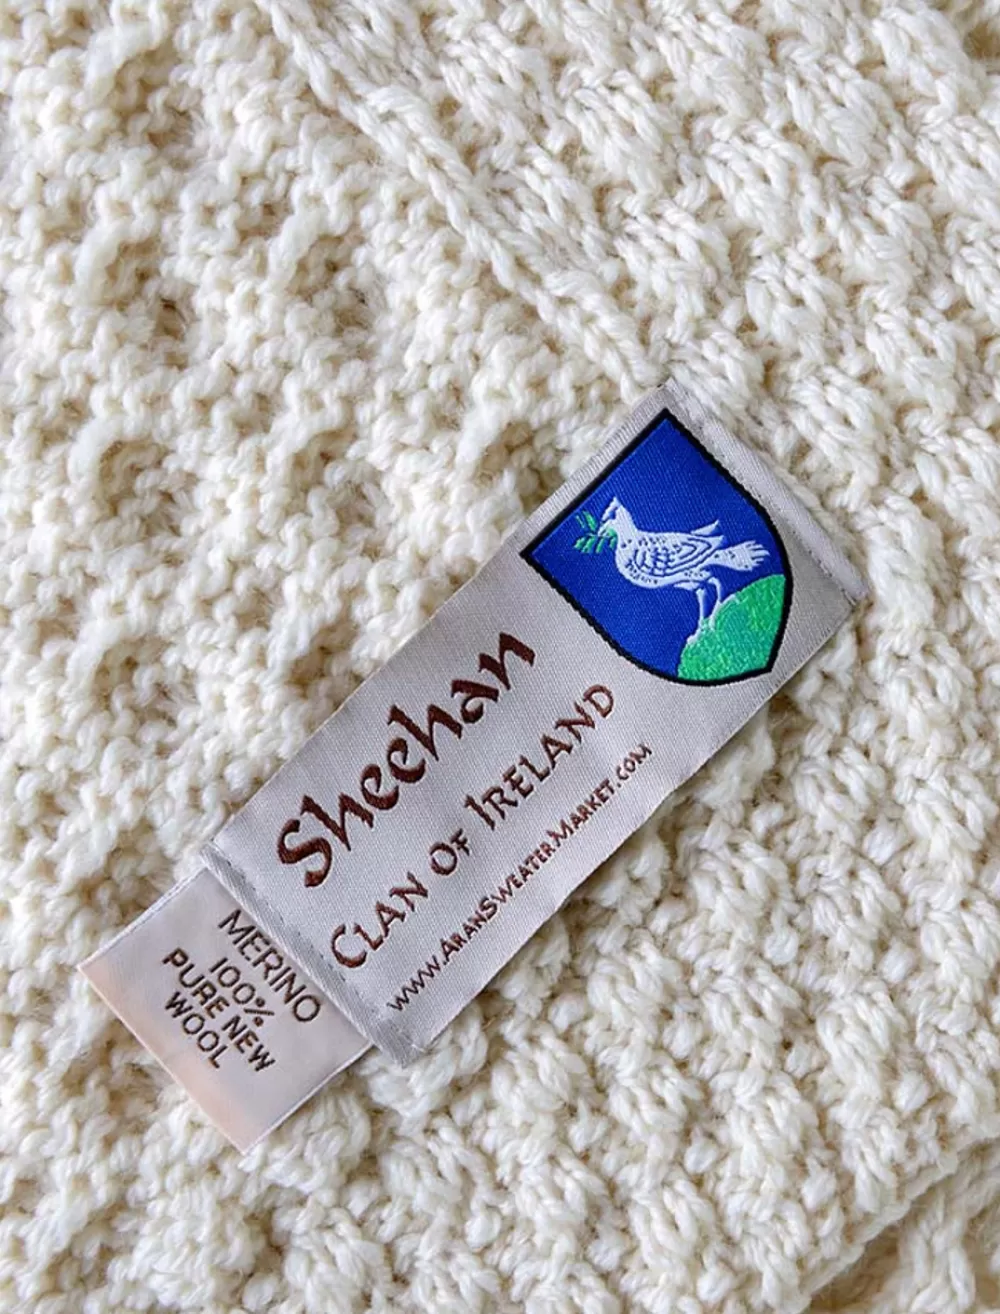 Sheehan
Clan Of Ireland
www.AranSweaterMarket.com
MERINO
100%
PURE NEW
WOOL